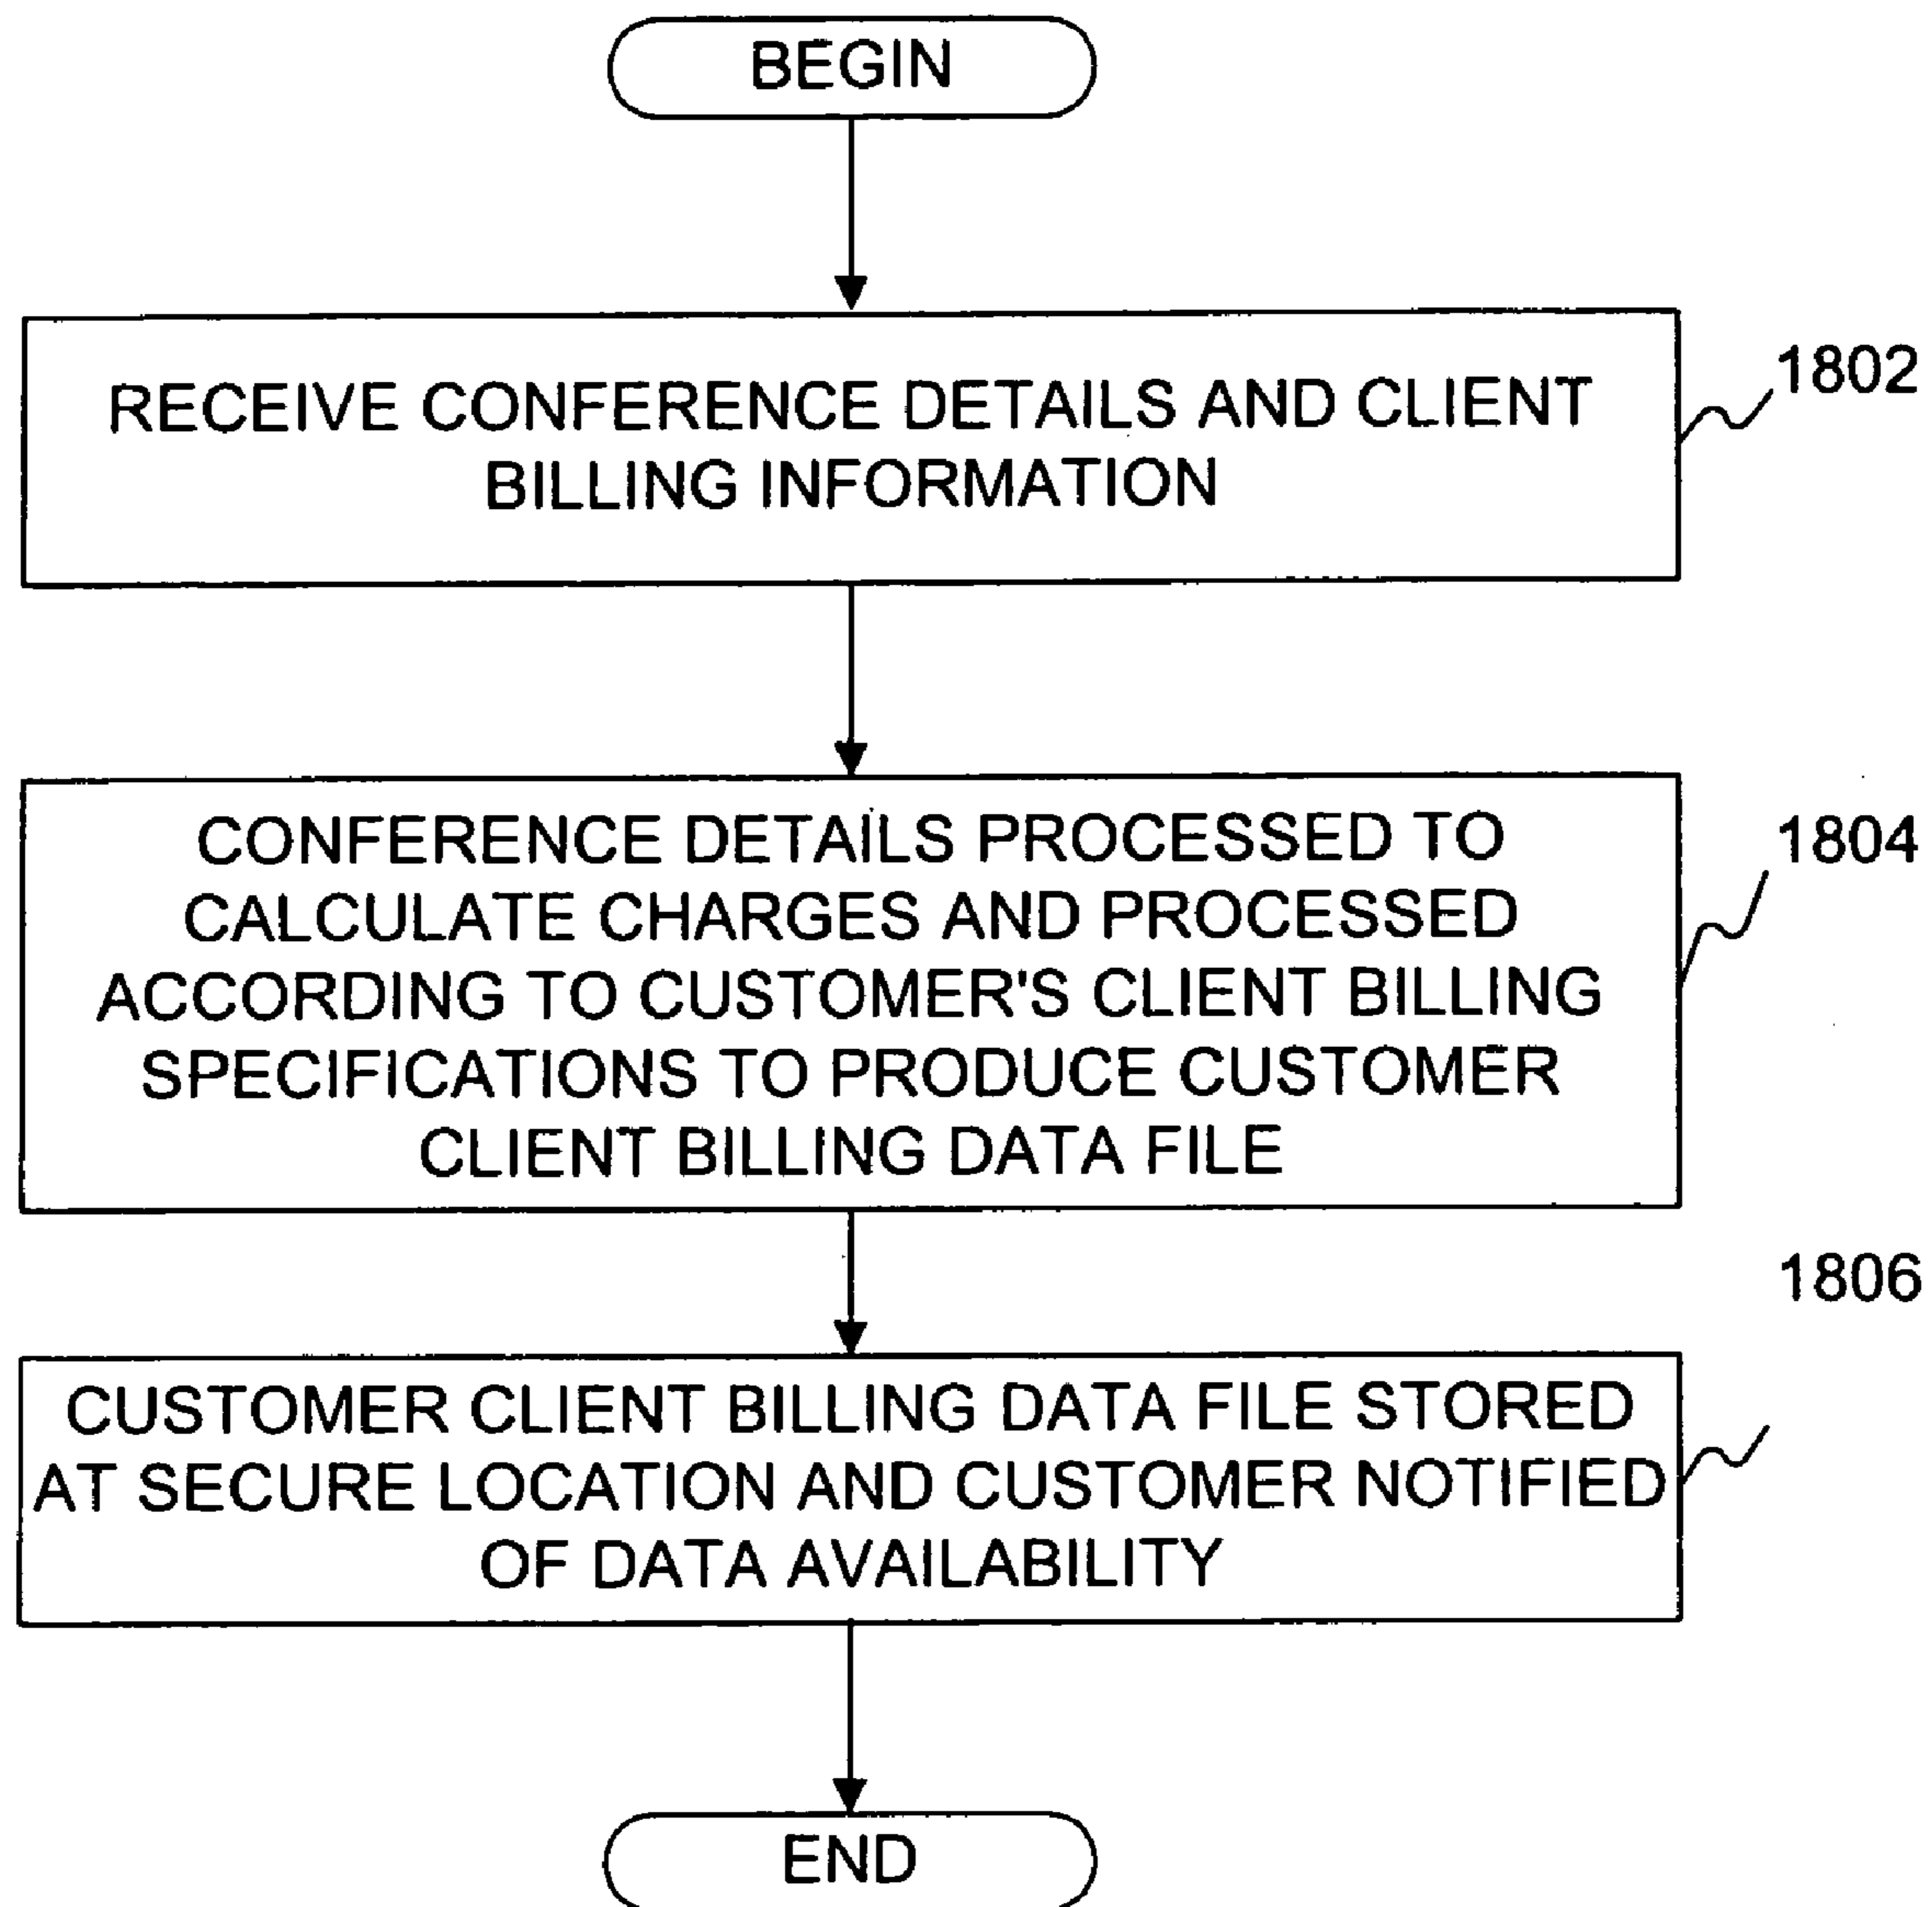 BEGIN
RECEIVE CONFERENCE DETAILS AND CLIENT
BILLING INFORMATION
1802
CONFERENCE DETAILS PROCESSED TO
CALCULATE CHARGES AND PROCESSED
ACCORDING TO CUSTOMER'S CLIENT BILLING
SPECIFICATIONS TO PRODUCE CUSTOMER
CLIENT BILLING DATA FILE
1804
1806
CUSTOMER CLIENT BILLING DATA FILE STORED
AT SECURE LOCATION AND CUSTOMER NOTIFIED
OF DATA AVAILABILITY
END